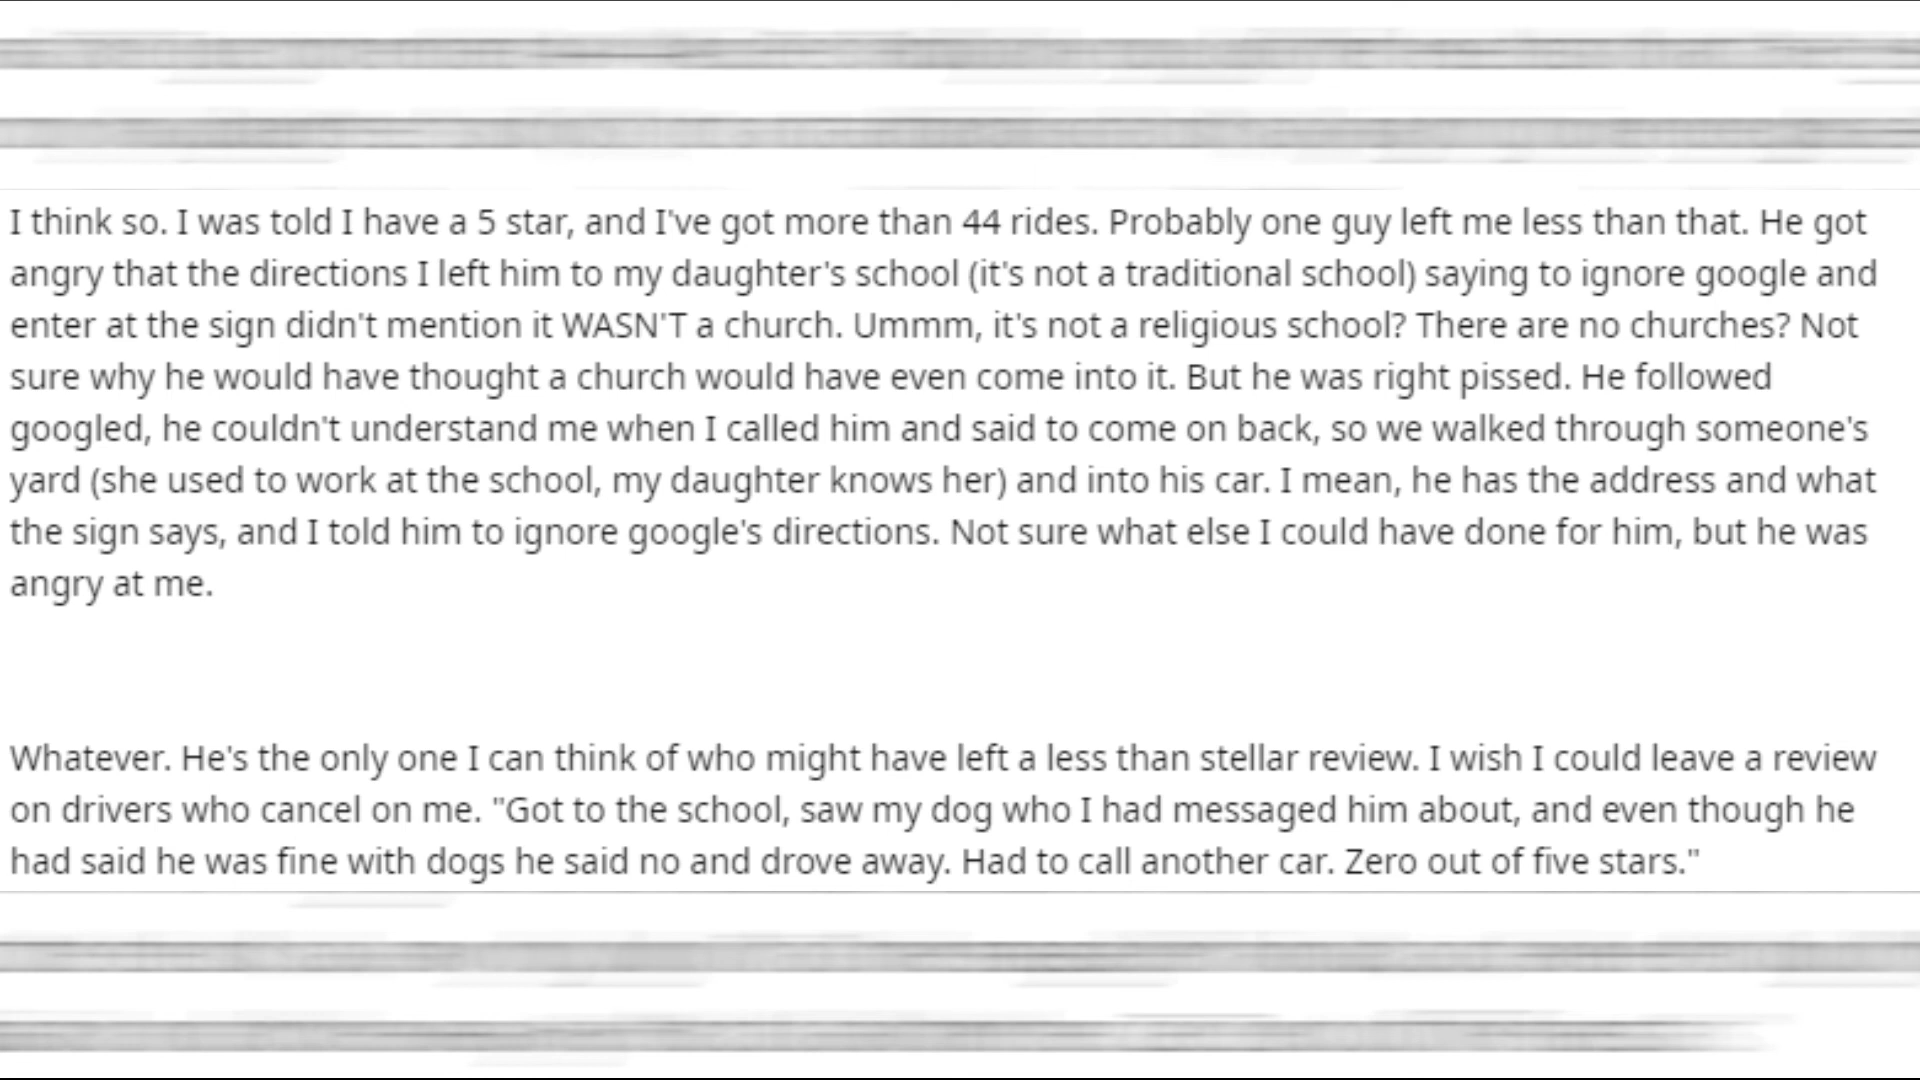 I think so. I was told I have a 5 star, and I've got more than 44 rides. Probably one guy left me less than that. He got
angry that the directions I left him to my daughter's school (it's not a traditional school) saying to ignore google and
enter at the sign didn't mention it WASN'T a church. Ummm, it's not a religious school? There are no churches? Not
sure why he would have thought a church would have even come into it. But he was right pissed. He followed
googled, he couldn't understand me when I called him and said to come on back, so we walked through someone's
yard (she used to work at the school, my daughter knows her) and into his car. I mean, he has the address and what
the sign says, and I told him to ignore google's directions. Not sure what else I could have done for him, but he was
angry at me.
Whatever. He's the only one I can think of who might have left a less than stellar review. I wish I could leave a review
on drivers who cancel on me. "Got to the school, saw my dog who I had messaged him about, and even though he
had said he was fine with dogs he said no and drove away. Had to call another car. Zero out of five stars."